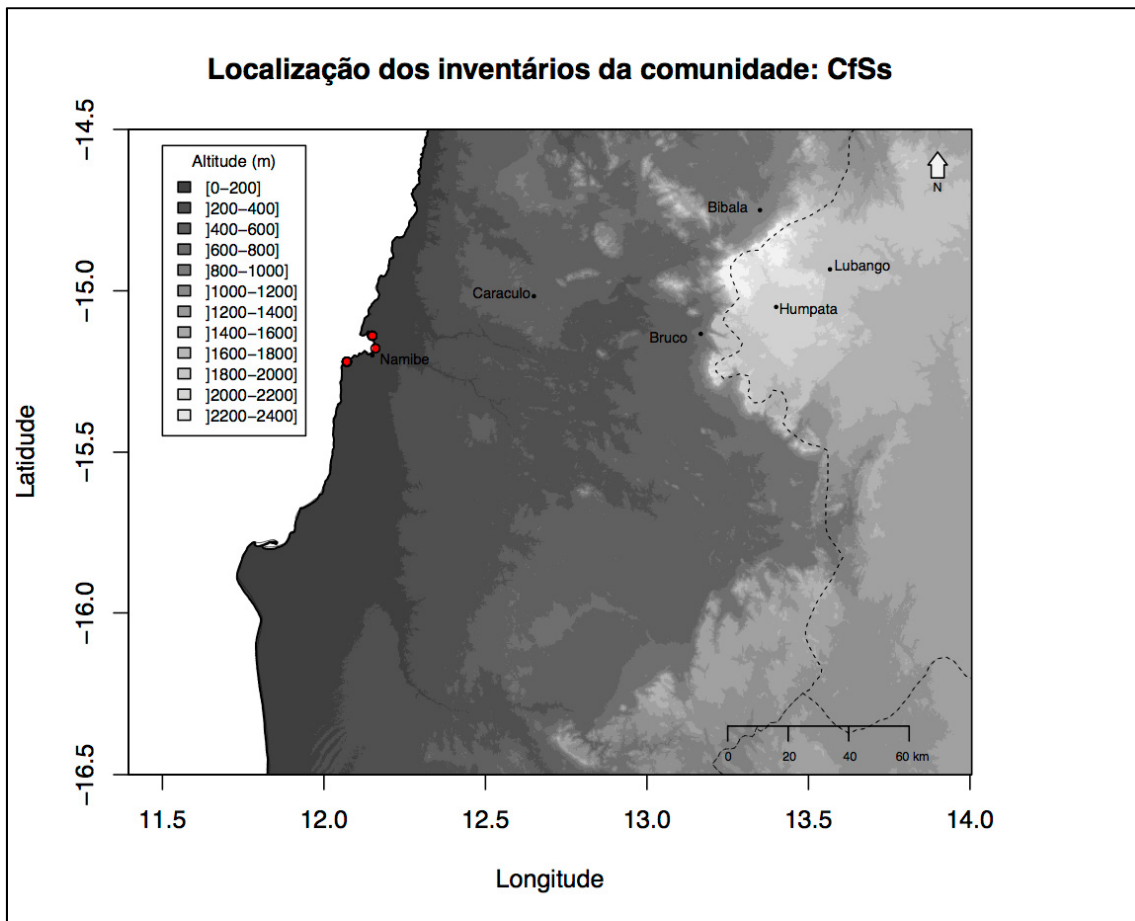 Localização dos inventários da comunidade: CfSs
Altitude (m)
[0−200]
]200−400]
]400−600]
]600−800]
]800−1000]
]1000−1200]
]1200−1400]
]1400−1600]
]1600−1800]
]1800−2000]
]2000−2200]
]2200−2400]
N
Bibala
Lubango
Caraculo
Humpata
Bruco
Namibe
0 20 40 60 km
Latidude
−14.5
−15.0
−15.5
−16.0
−16.5
11.5 12.0 12.5 13.0 13.5 14.0
Longitude